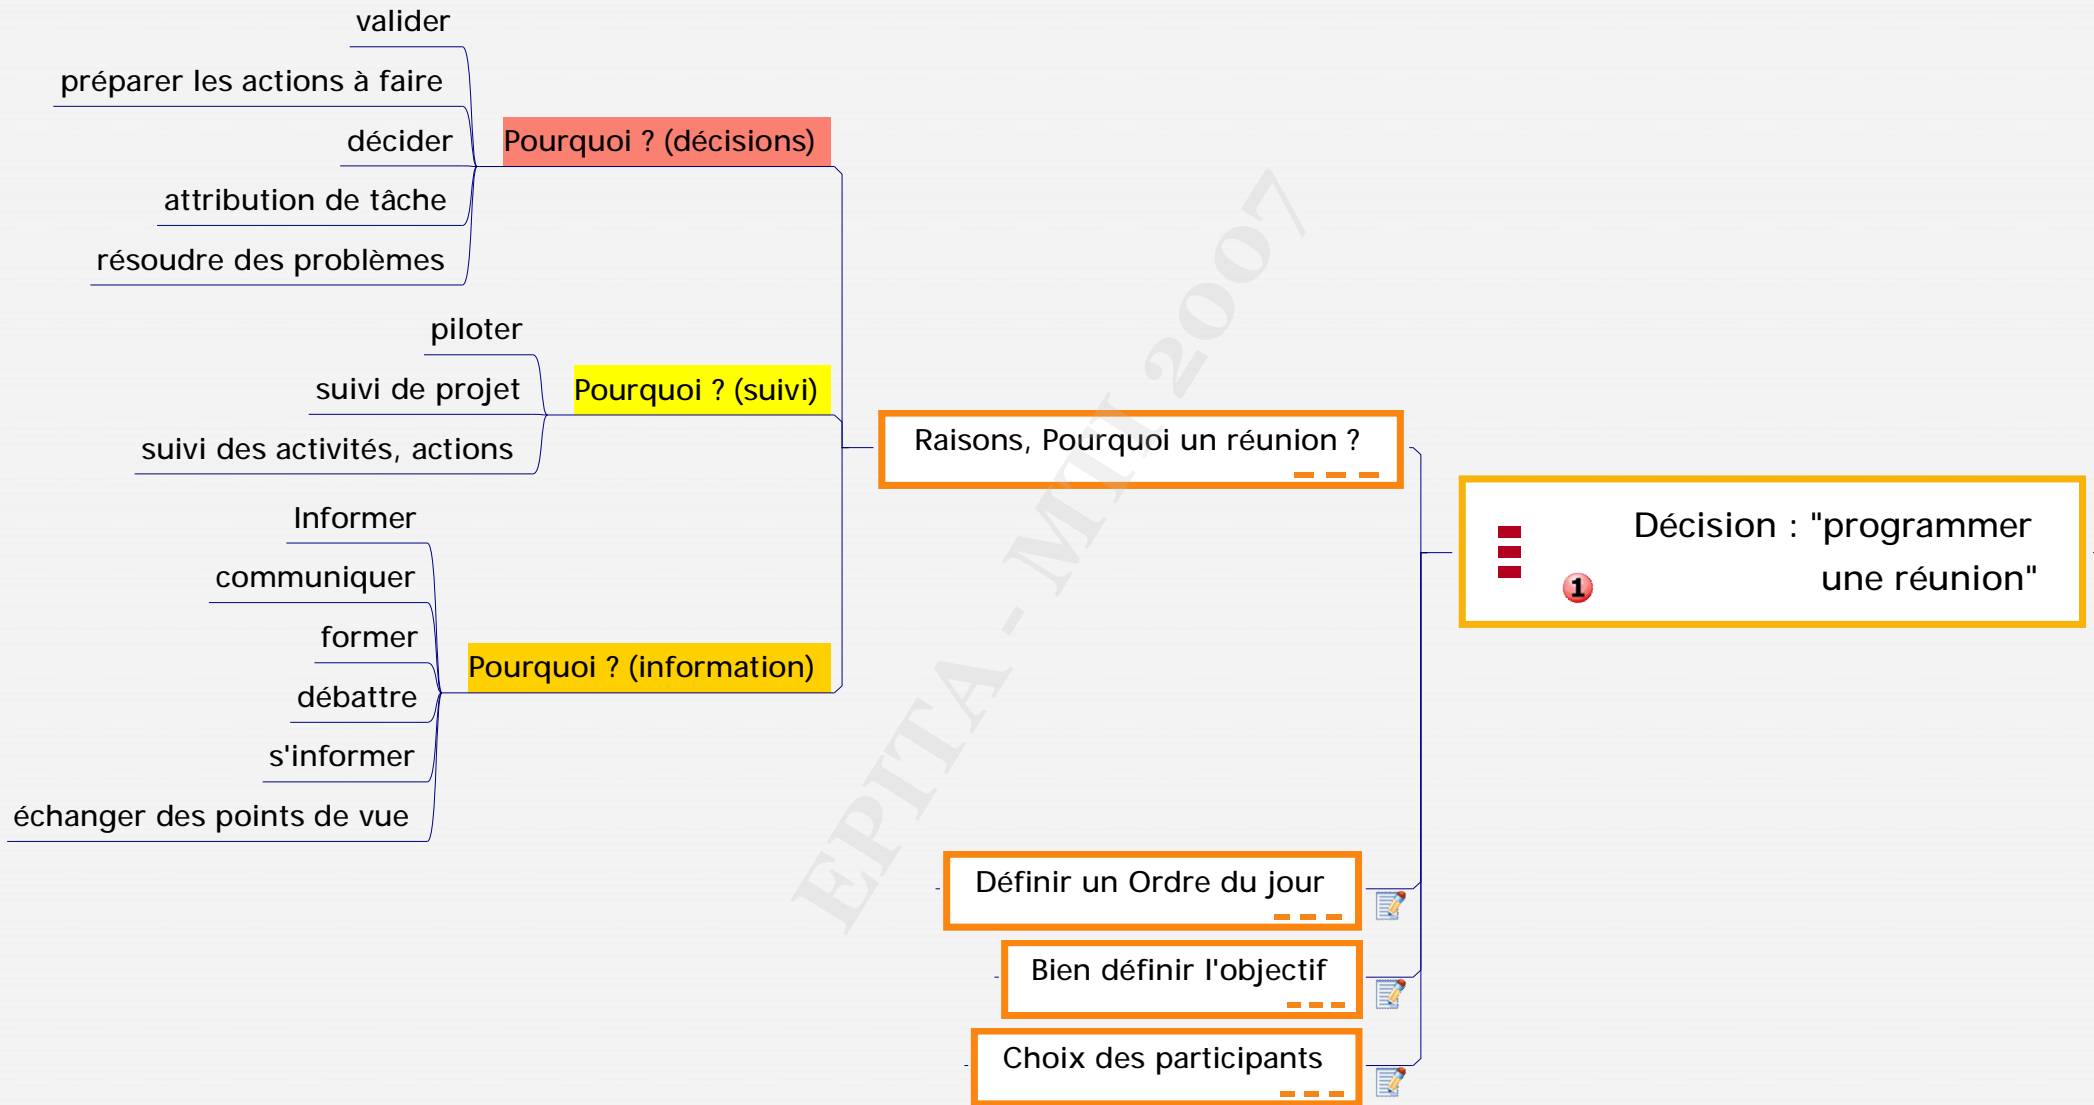 valider
préparer les actions à faire
décider
attribution de tâche
résoudre des problèmes
Pourquoi ? (décisions)
piloter
suivi de projet
suivi des activités, actions
Pourquoi ? (suivi)
Informer
communiquer
former
débattre
s'informer
échanger des points de vue
Pourquoi ? (information)
Raisons, Pourquoi un réunion ?
Définir un Ordre du jour
Bien définir l'objectif
Choix des participants
Décision : "programmer
une réunion"
1
EPITA - MTI 2007